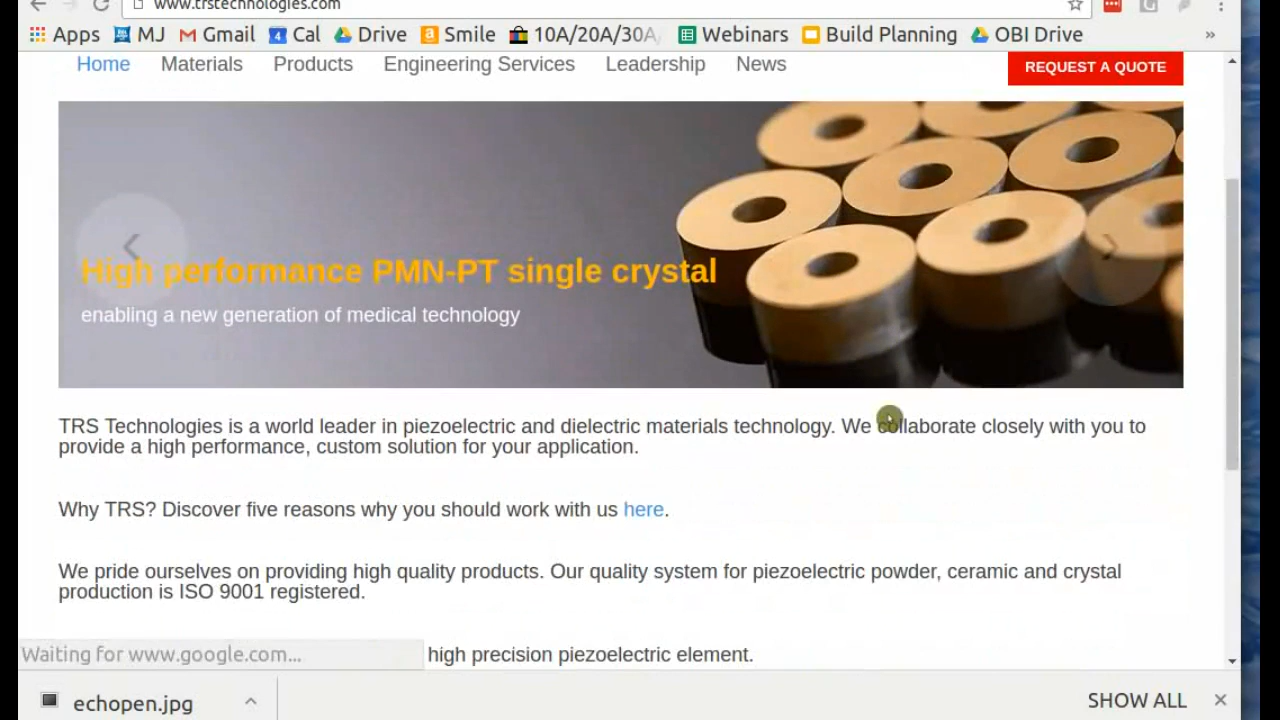 www.trstechnologies.com
Apps MJ Gmail 4 Cal Drive a Smile 10A/20A/30A Webinars Build Planning OBI Drive »
Home Materials Products Engineering Services Leadership News REQUEST A QUOTE
High performance PMN-PT single crystal
enabling a new generation of medical technology
TRS Technologies is a world leader in piezoelectric and dielectric materials technology. We collaborate closely with you to
provide a high performance, custom solution for your application.
Why TRS? Discover five reasons why you should work with us here.
We pride ourselves on providing high quality products. Our quality system for piezoelectric powder, ceramic and crystal
production is ISO 9001 registered.
Waiting for www.google.com... high precision piezoelectric element.
echopen.jpg SHOW ALL